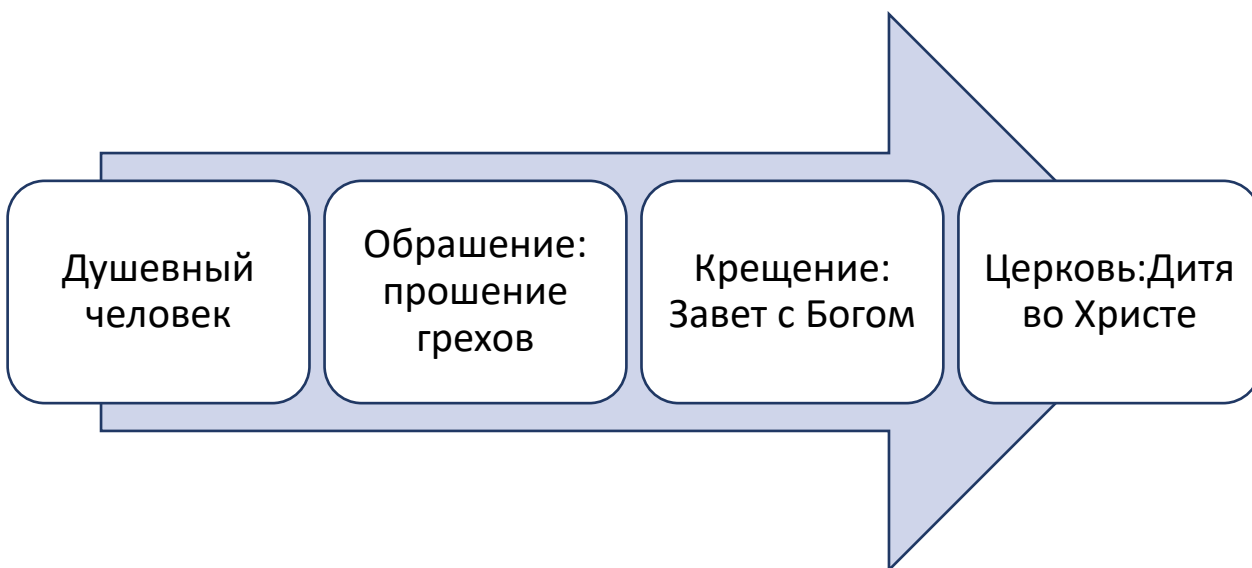 Душевный
человек
Обрашение:
прошение
грехов
Крещение:
Завет с Богом
Церковь:Дитя
во Христе